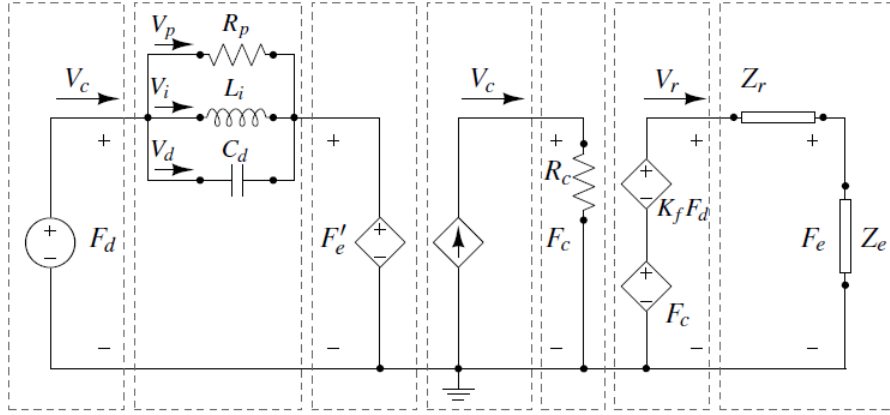 V_p R_p
V_c V_i L_i V_c V_r Z_r
V_d C_d
+ + + + +
R_c
+ −
K_f F_d
+ − F_d F'_e + − F_c F_e Z_e
+ − F_c
− − − − −